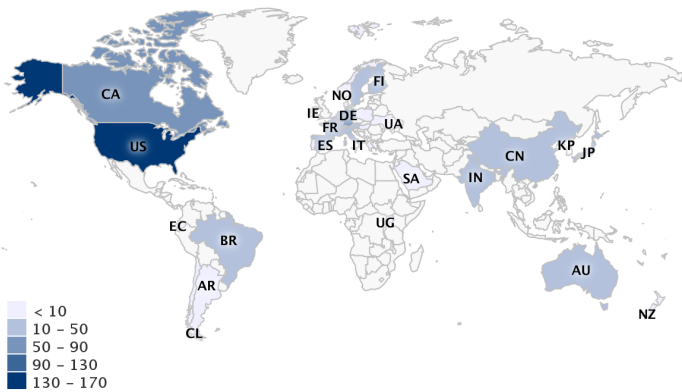 CA
US
EC
BR
AR
CL
FI
NO
IE
DE
FR
UA
ES
IT
SA
UG
CN
KP
JP
IN
AU
NZ
< 10
10 – 50
50 – 90
90 – 130
130 – 170